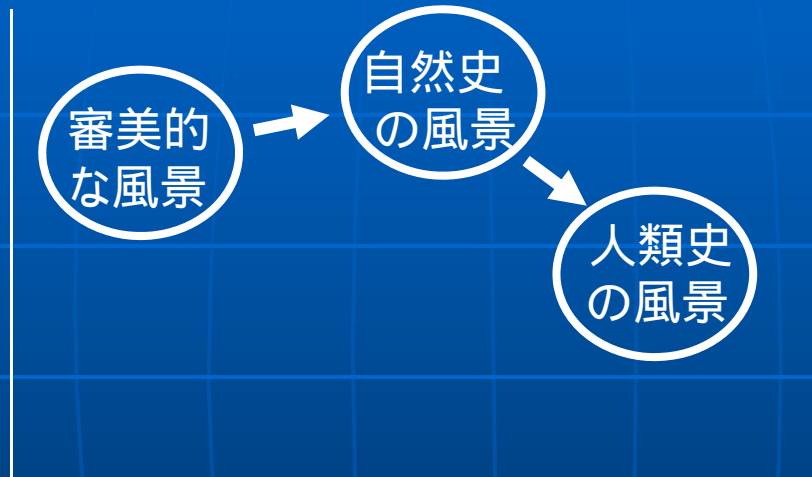 審美的
な風景
自然史
の風景
人類史
の風景